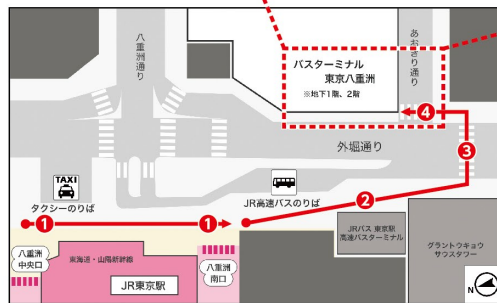 八重洲通り
あおぎり通り
バスターミナル
東京八重洲
※地下1階、2階
4
外堀通り
3
TAXI
タクシーのりば
JR高速バスのりば
1
1
2
八重洲
中央口
東海道・山陽新幹線
JR東京駅
八重洲
南口
JRバス 東京駅
高速バスターミナル
グラントウキョウ
サウスタワー
N